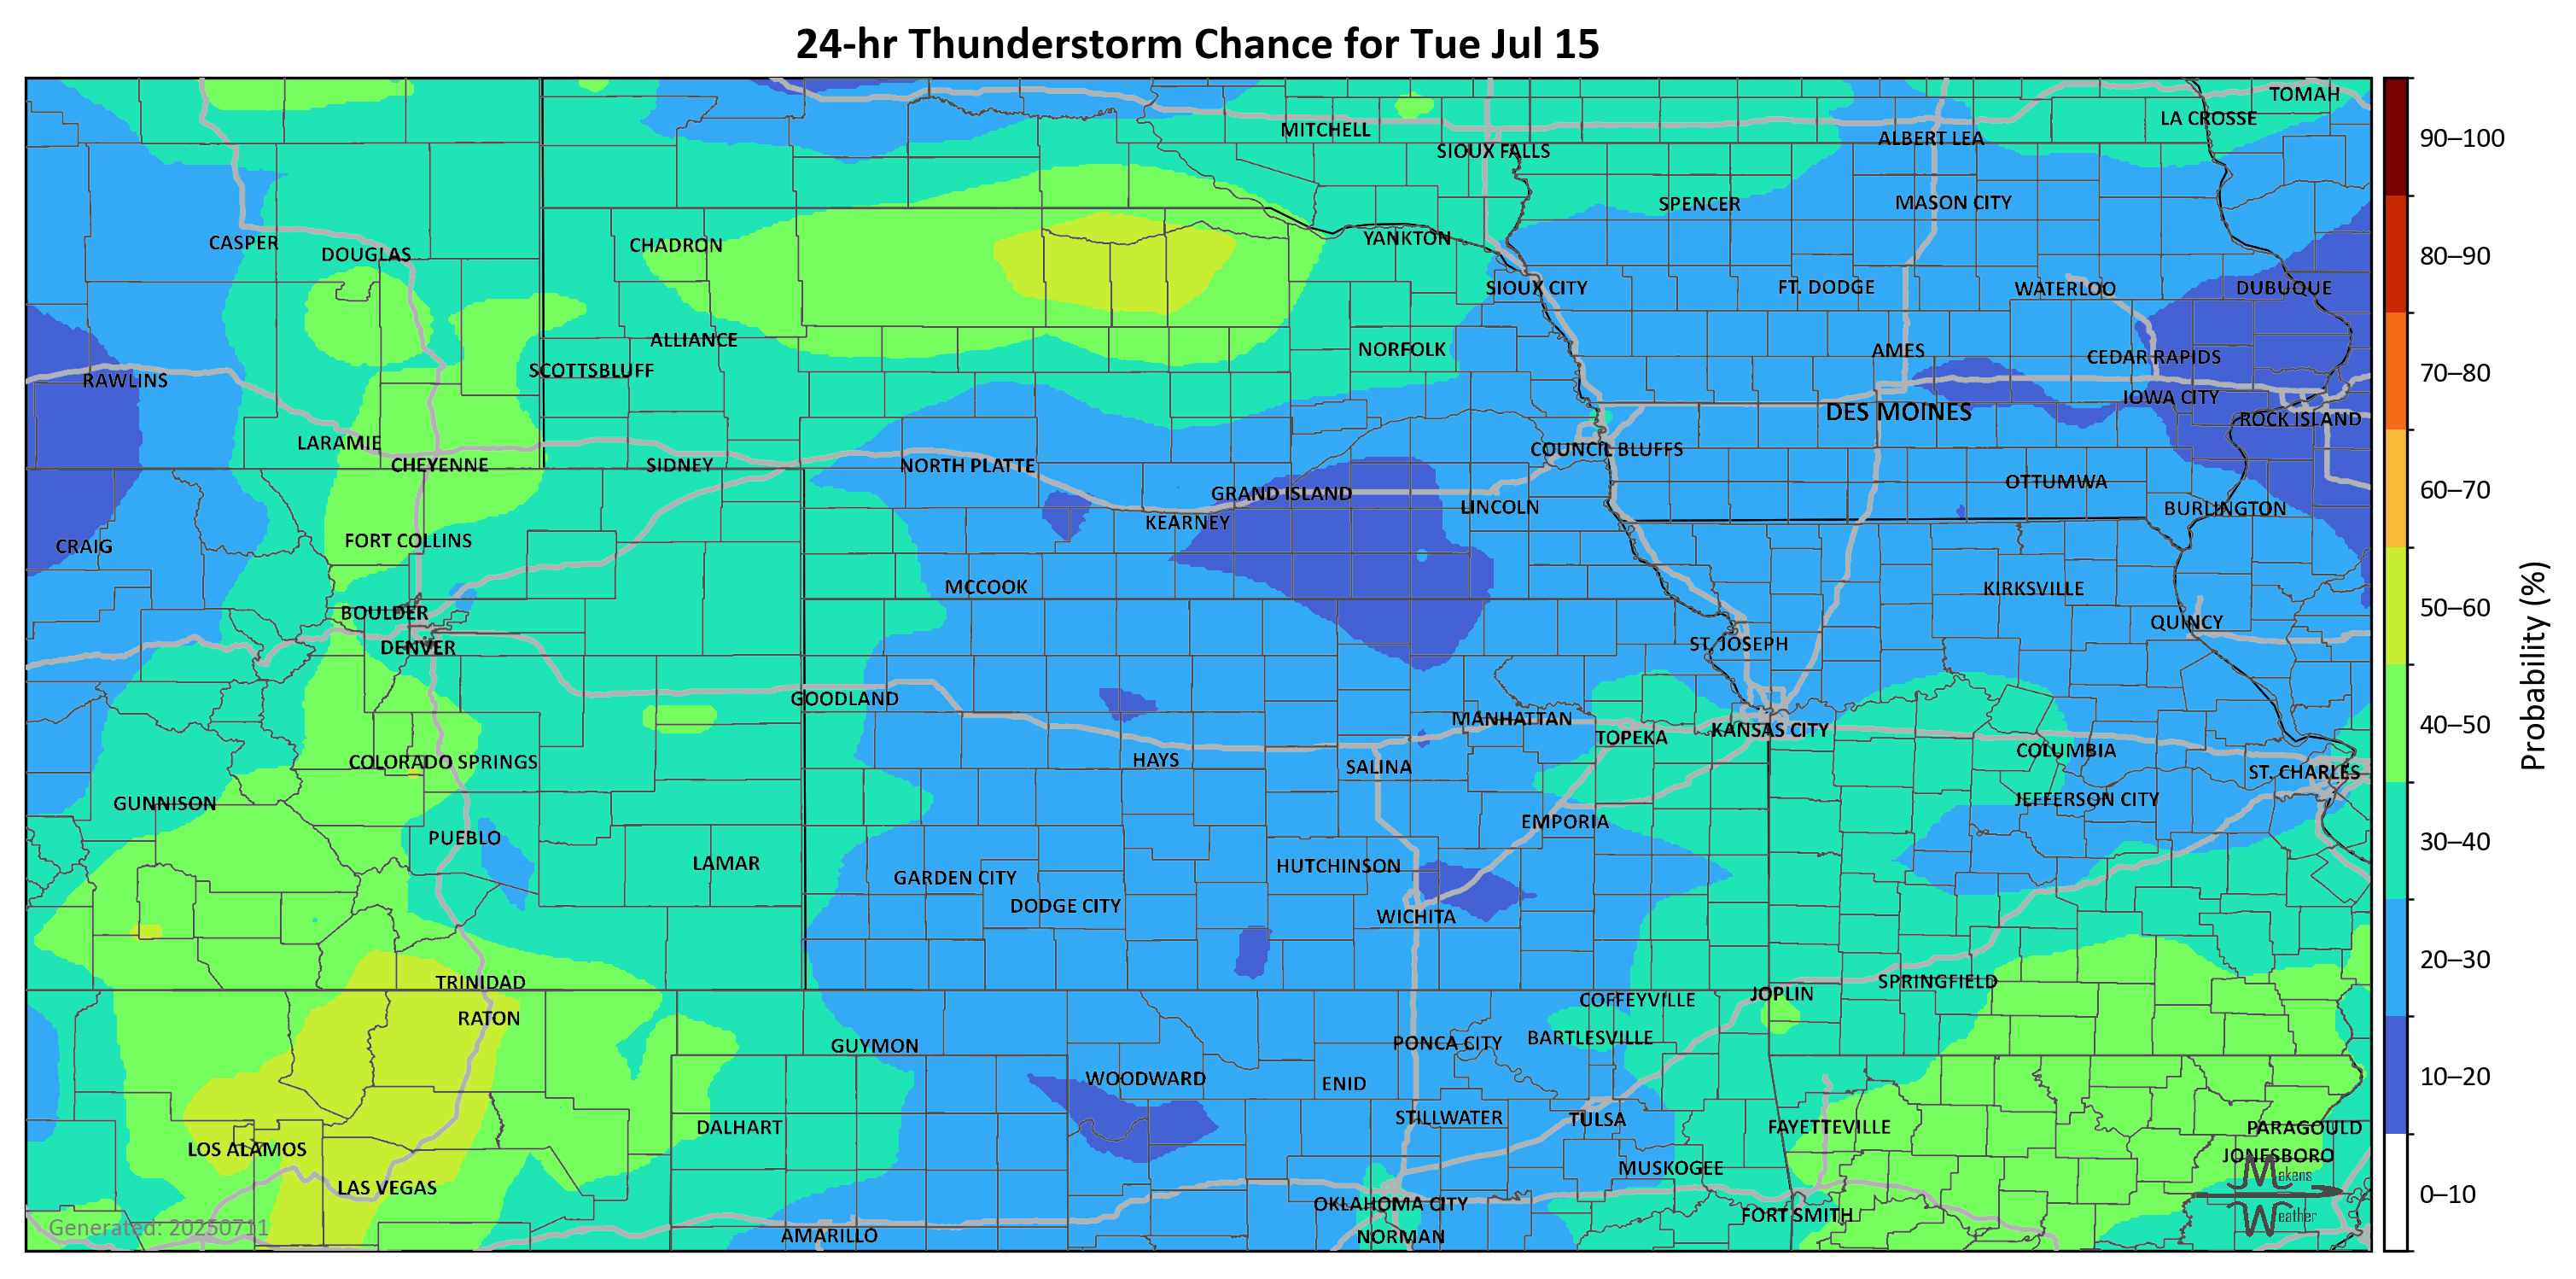 24-hr Thunderstorm Chance for Tue Jul 15
TOMAH
LA CROSSE
MITCHELL
ALBERT LEA
SIOUX FALLS
SPENCER
MASON CITY
CASPER
DOUGLAS
CHADRON
YANKTON
SIOUX CITY
FT. DODGE
WATERLOO
DUBUQUE
ALLIANCE
NORFOLK
AMES
CEDAR RAPIDS
RAWLINS
SCOTTSBLUFF
IOWA CITY
DES MOINES
ROCK ISLAND
LARAMIE
COUNCIL BLUFFS
CHEYENNE
SIDNEY
NORTH PLATTE
OTTUMWA
GRAND ISLAND
LINCOLN
BURLINGTON
KEARNEY
CRAIG
FORT COLLINS
MCCOOK
KIRKSVILLE
BOULDER
QUINCY
DENVER
ST. JOSEPH
GOODLAND
MANHATTAN
TOPEKA
KANSAS CITY
COLUMBIA
COLORADO SPRINGS
HAYS
SALINA
ST. CHARLES
GUNNISON
JEFFERSON CITY
PUEBLO
EMPORIA
LAMAR
HUTCHINSON
GARDEN CITY
DODGE CITY
WICHITA
TRINIDAD
SPRINGFIELD
JOPLIN
COFFEYVILLE
RATON
BARTLESVILLE
GUYMON
PONCA CITY
WOODWARD
ENID
STILLWATER
TULSA
DALHART
FAYETTEVILLE
PARAGOULD
LOS ALAMOS
JONESBORO
MUSKOGEE
LAS VEGAS
OKLAHOMA CITY
FORT SMITH
AMARILLO
NORMAN
Generated: 20250711
Makens
Weather
90–100
80–90
70–80
60–70
50–60
40–50
30–40
20–30
10–20
0–10
Probability (%)